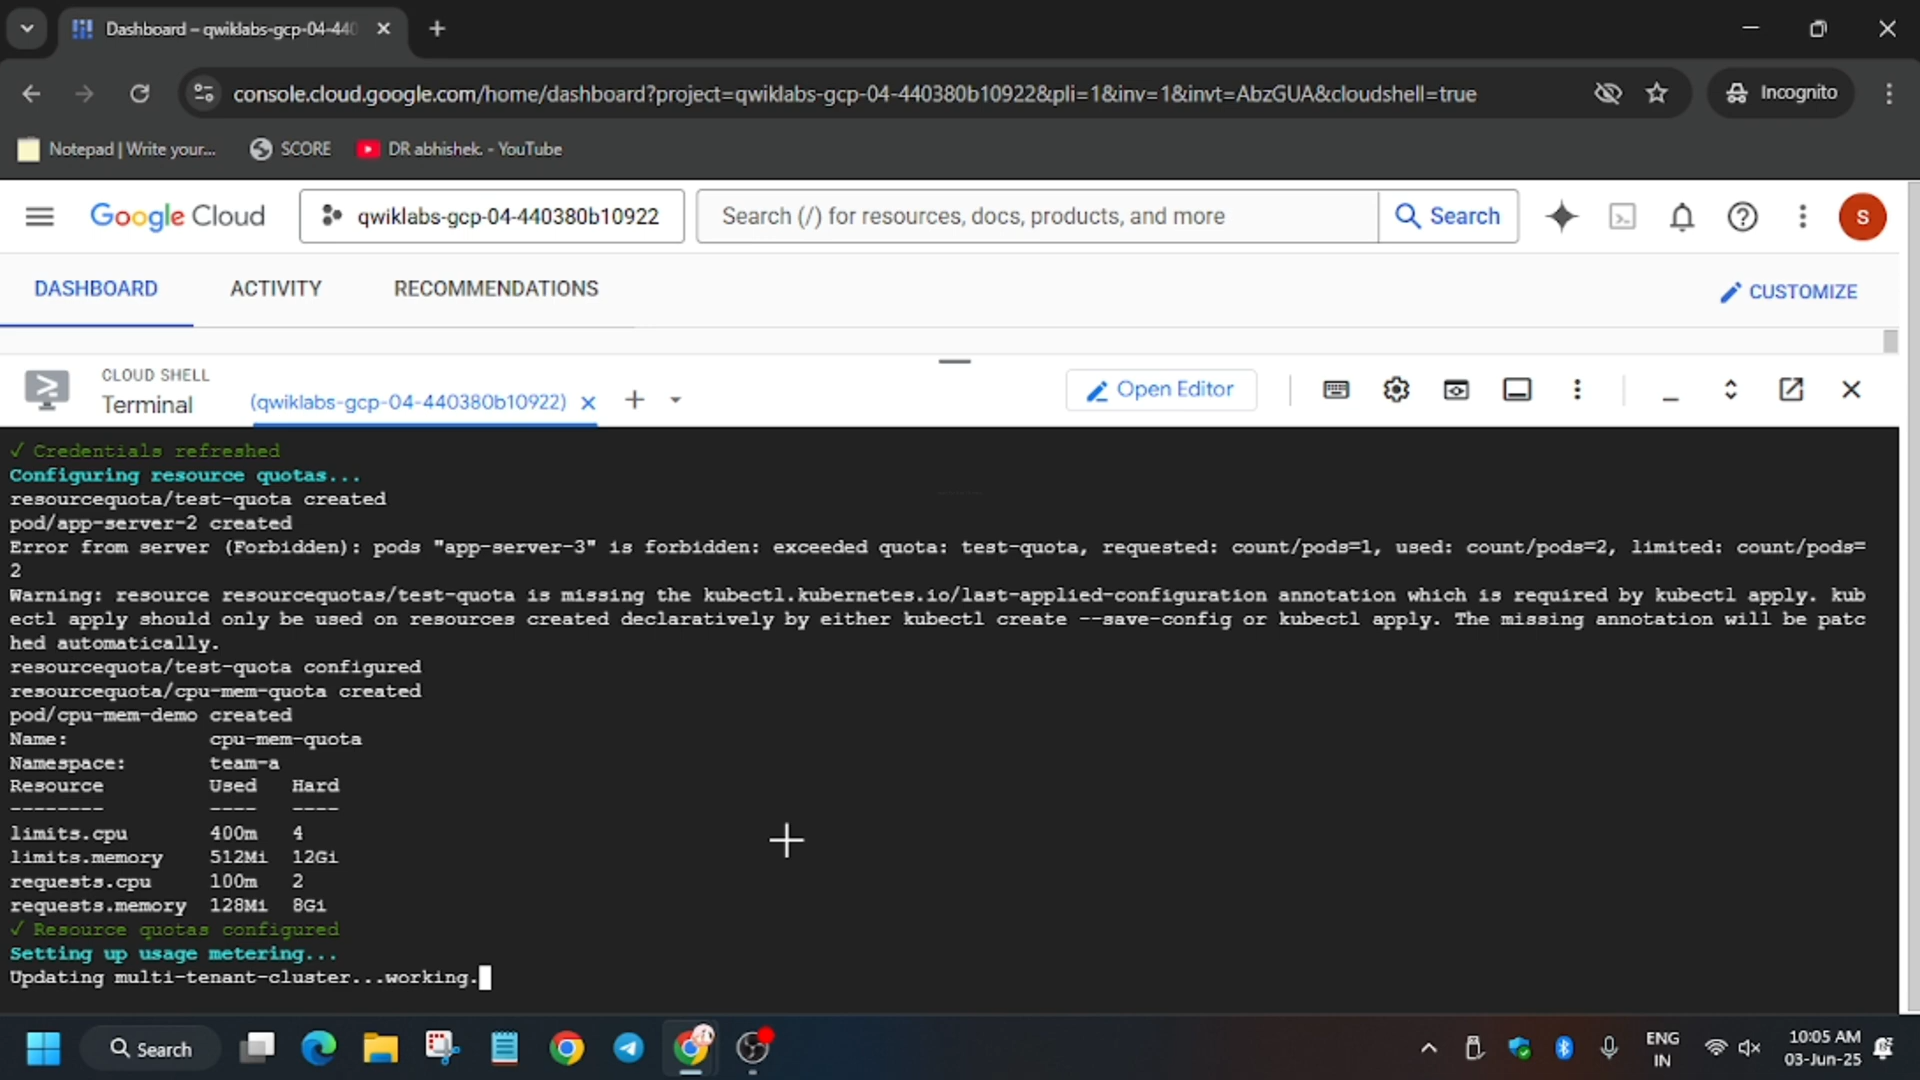 Dashboard – qwiklabs-gcp-04-440
console.cloud.google.com/home/dashboard?project=qwiklabs-gcp-04-440380b10922&pli=1&inv=1&invt=AbzGUA&cloudshell=true
Incognito
Notepad | Write your...
SCORE
DR abhishek. - YouTube
Google Cloud
qwiklabs-gcp-04-440380b10922
Search (/) for resources, docs, products, and more
Search
S
DASHBOARD
ACTIVITY
RECOMMENDATIONS
CUSTOMIZE
CLOUD SHELL
Terminal
(qwiklabs-gcp-04-440380b10922)
Open Editor
✓ Credentials refreshed
Configuring resource quotas...
resourcequota/test-quota created
pod/app-server-2 created
Error from server (Forbidden): pods "app-server-3" is forbidden: exceeded quota: test-quota, requested: count/pods=1, used: count/pods=2, limited: count/pods=
2
Warning: resource resourcequotas/test-quota is missing the kubectl.kubernetes.io/last-applied-configuration annotation which is required by kubectl apply. kub
ectl apply should only be used on resources created declaratively by either kubectl create --save-config or kubectl apply. The missing annotation will be patc
hed automatically.
resourcequota/test-quota configured
resourcequota/cpu-mem-quota created
pod/cpu-mem-demo created
Name: cpu-mem-quota
Namespace: team-a
Resource Used Hard
-------- ---- ----
limits.cpu 400m 4
limits.memory 512Mi 12Gi
requests.cpu 100m 2
requests.memory 128Mi 8Gi
✓ Resource quotas configured
Setting up usage metering...
Updating multi-tenant-cluster...working.
Search
ENG
IN
10:05 AM
03-Jun-25